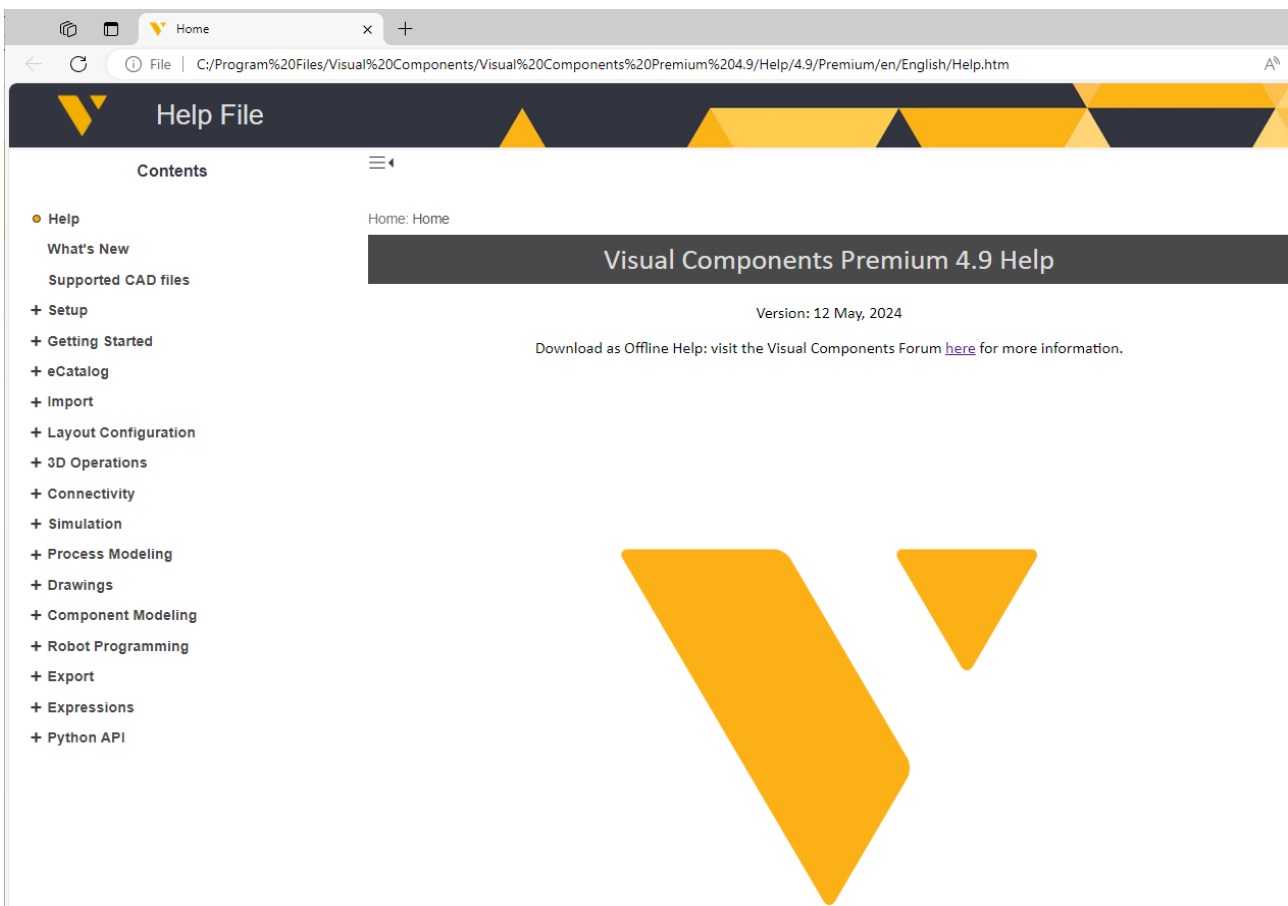 Home
File
C:/Program%20Files/Visual%20Components/Visual%20Components%20Premium%204.9/Help/4.9/Premium/en/English/Help.htm
Help File
Contents
Help
What's New
Supported CAD files
+ Setup
+ Getting Started
+ eCatalog
+ Import
+ Layout Configuration
+ 3D Operations
+ Connectivity
+ Simulation
+ Process Modeling
+ Drawings
+ Component Modeling
+ Robot Programming
+ Export
+ Expressions
+ Python API
Home: Home
Visual Components Premium 4.9 Help
Version: 12 May, 2024
Download as Offline Help: visit the Visual Components Forum here for more information.